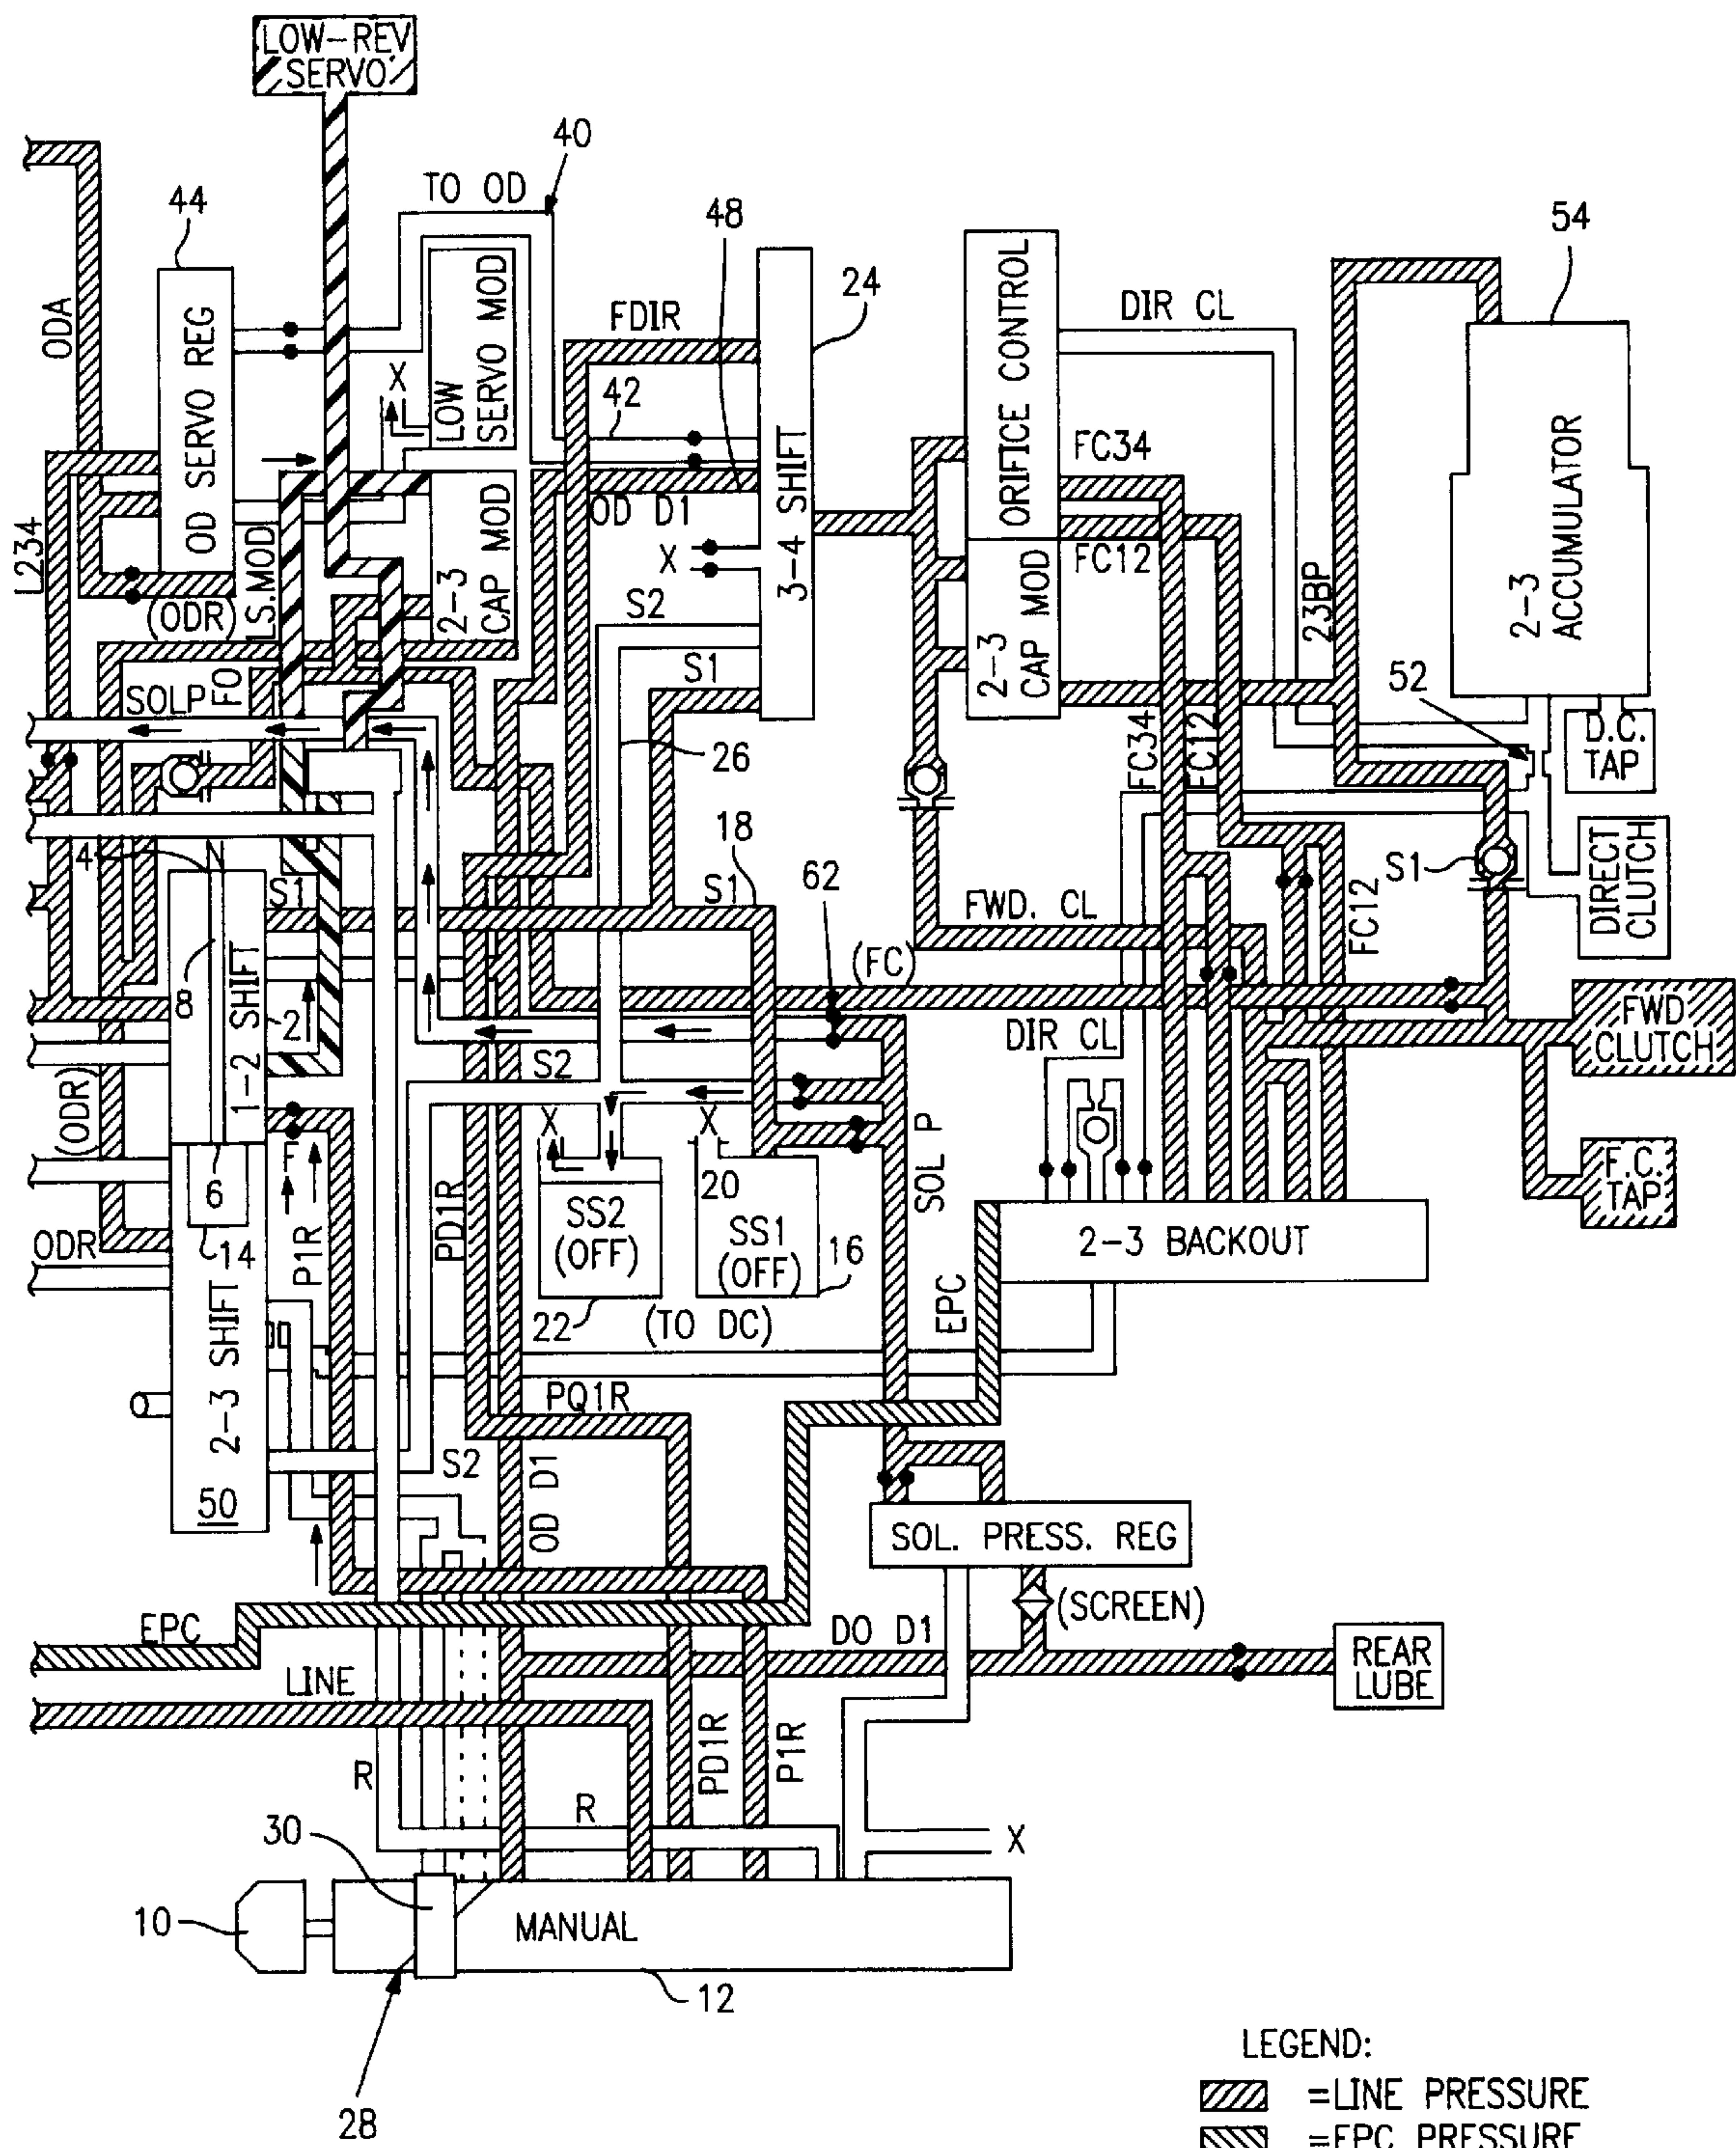 LOW-REV
SERVO
40
TO OD
44
48
54
ODA
OD SERVO REG
X
LOW
SERVO MOD
FDIR
24
ORIFICE CONTROL
DIR CL
42
3-4 SHIFT
FC34
2-3
ACCUMULATOR
OD D1
L234
LS.MOD
2-3
CAP MOD
X
FC12
2-3
CAP MOD
23BP
(ODR)
S2
FO
SOLP
S1
52
26
FC34
FC12
D.C.
TAP
4
N
18
S1
DIRECT
CLUTCH
S1
S1
62
FWD. CL
FC12
8
1-2 SHIFT
2
(FC)
FWD
CLUTCH
DIR CL
S2
(ODR)
X
X
SOL P
F
6
PD1R
20
F.C.
TAP
SS2
(OFF)
SS1
(OFF)
2-3 BACKOUT
ODR
14
P1R
16
22
(TO DC)
EPC
2-3 SHIFT
PQ1R
S2
OD D1
50
SOL. PRESS. REG
(SCREEN)
EPC
DO D1
REAR
LUBE
LINE
PD1R
P1R
R
R
30
X
10
MANUAL
12
28
LEGEND:
=LINE PRESSURE
=EPC PRESSURE